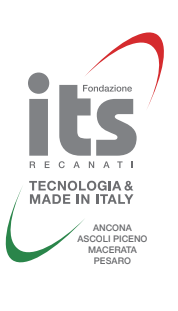 Fondazione
its
RECANATI
TECNOLOGIA &
MADE IN ITALY
ANCONA
ASCOLI PICENO
MACERATA
PESARO